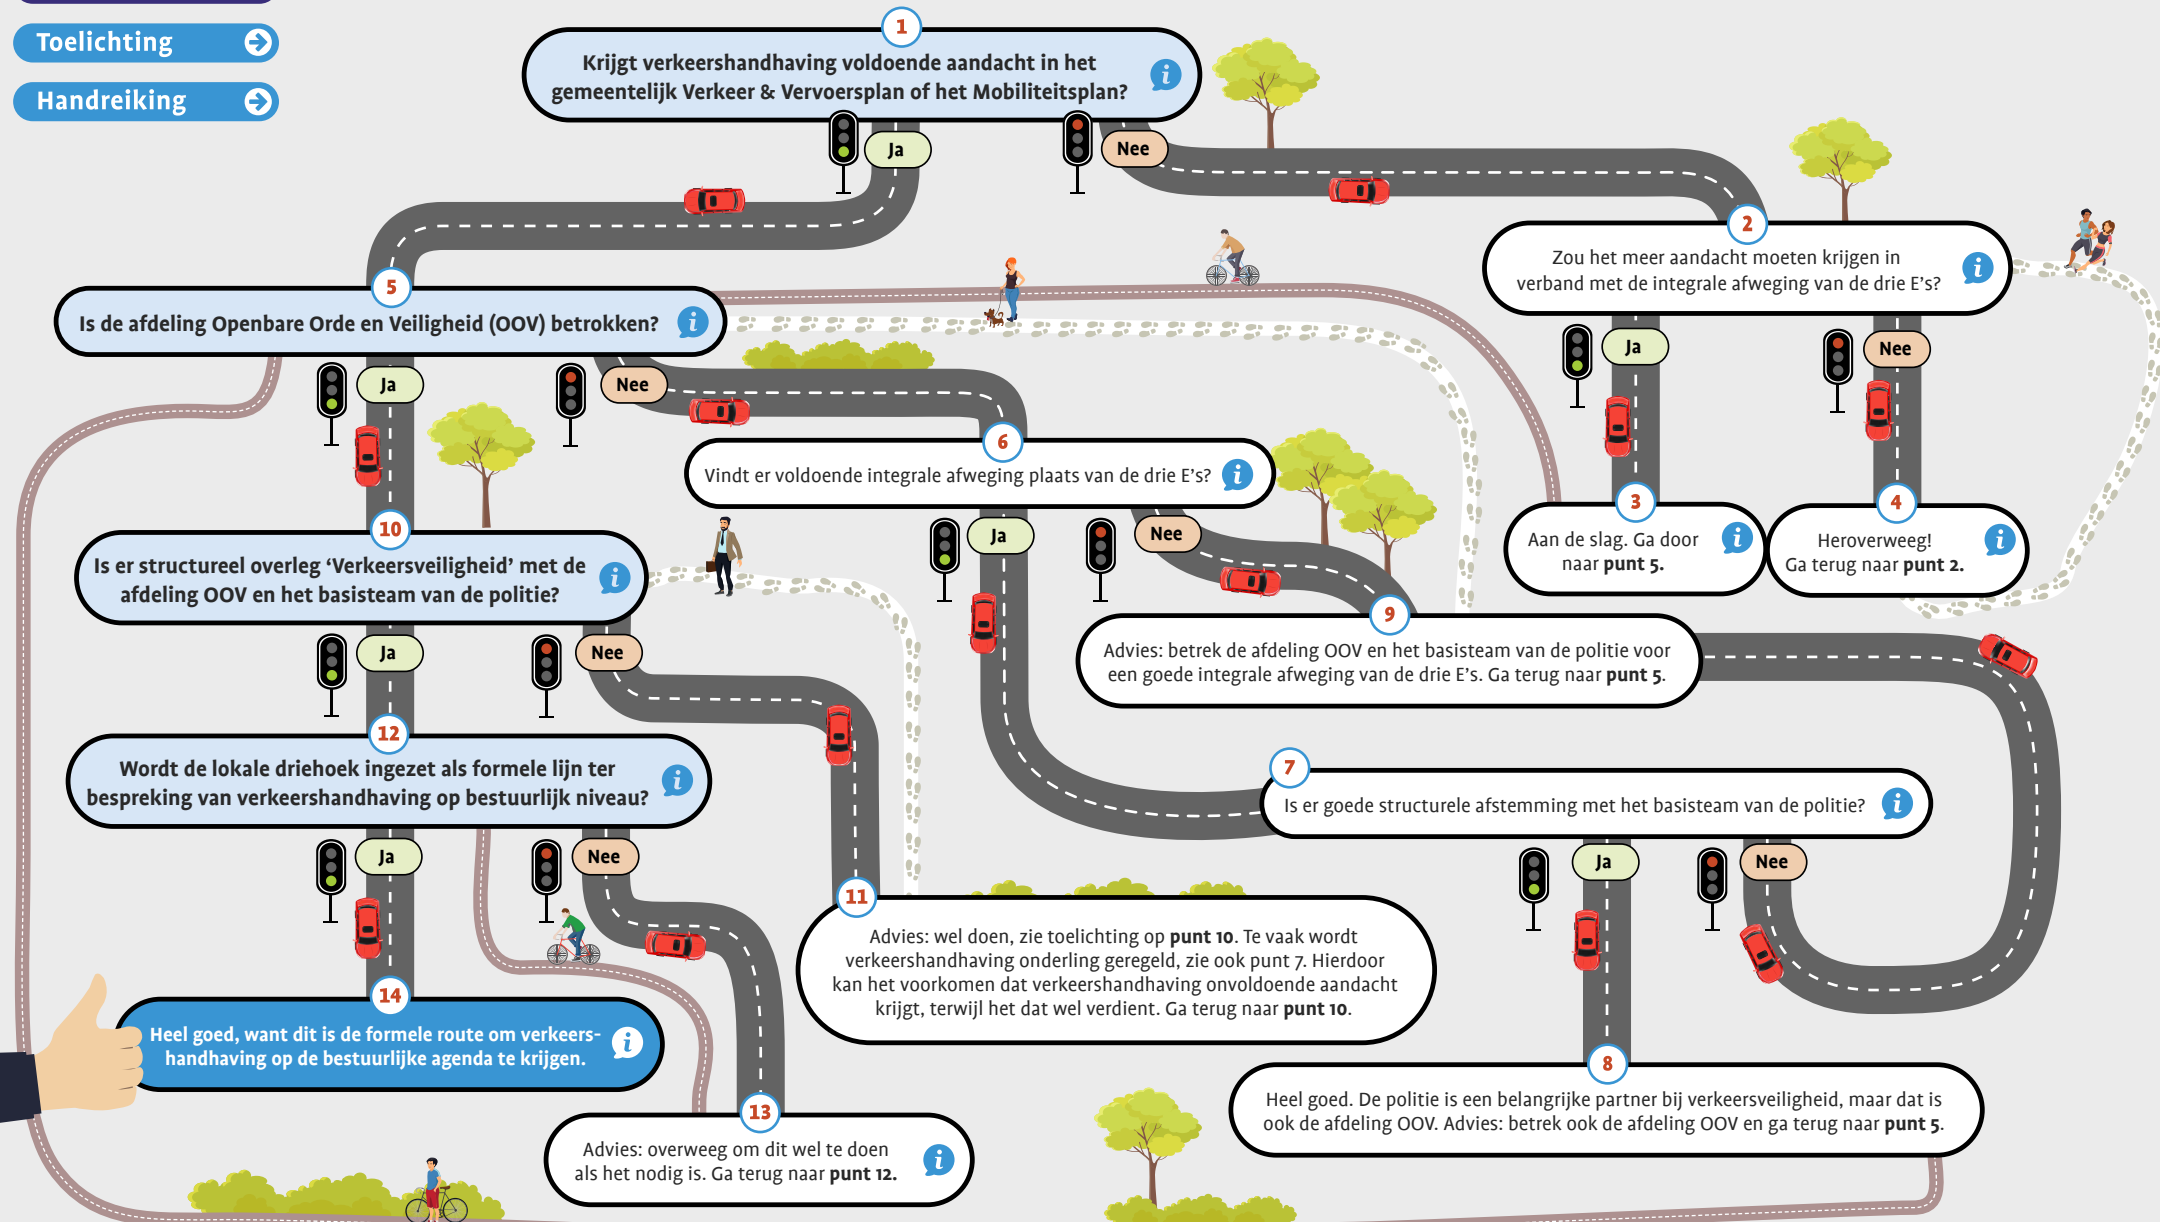 Toelichting
Handreiking
1
Krijgt verkeershandhaving voldoende aandacht in het
gemeentelijk Verkeer & Vervoersplan of het Mobiliteitsplan?
i
Ja
Nee
2
Zou het meer aandacht moeten krijgen in
verband met de integrale afweging van de drie E's?
i
Ja
Nee
3
Aan de slag. Ga door
naar punt 5.
i
4
Heroverweeg!
Ga terug naar punt 2.
i
5
Is de afdeling Openbare Orde en Veiligheid (OOV) betrokken?
i
Ja
Nee
6
Vindt er voldoende integrale afweging plaats van de drie E's?
i
Ja
Nee
9
Advies: betrek de afdeling OOV en het basisteam van de politie voor
een goede integrale afweging van de drie E's. Ga terug naar punt 5.
7
Is er goede structurele afstemming met het basisteam van de politie?
i
Ja
Nee
8
Heel goed. De politie is een belangrijke partner bij verkeersveiligheid, maar dat is
ook de afdeling OOV. Advies: betrek ook de afdeling OOV en ga terug naar punt 5.
10
Is er structureel overleg ‘Verkeersveiligheid’ met de
afdeling OOV en het basisteam van de politie?
i
Ja
Nee
11
Advies: wel doen, zie toelichting op punt 10. Te vaak wordt
verkeershandhaving onderling geregeld, zie ook punt 7. Hierdoor
kan het voorkomen dat verkeershandhaving onvoldoende aandacht
krijgt, terwijl het dat wel verdient. Ga terug naar punt 10.
12
Wordt de lokale driehoek ingezet als formele lijn ter
bespreking van verkeershandhaving op bestuurlijk niveau?
i
Ja
Nee
13
Advies: overweeg om dit wel te doen
als het nodig is. Ga terug naar punt 12.
i
14
Heel goed, want dit is de formele route om verkeers-
handhaving op de bestuurlijke agenda te krijgen.
i